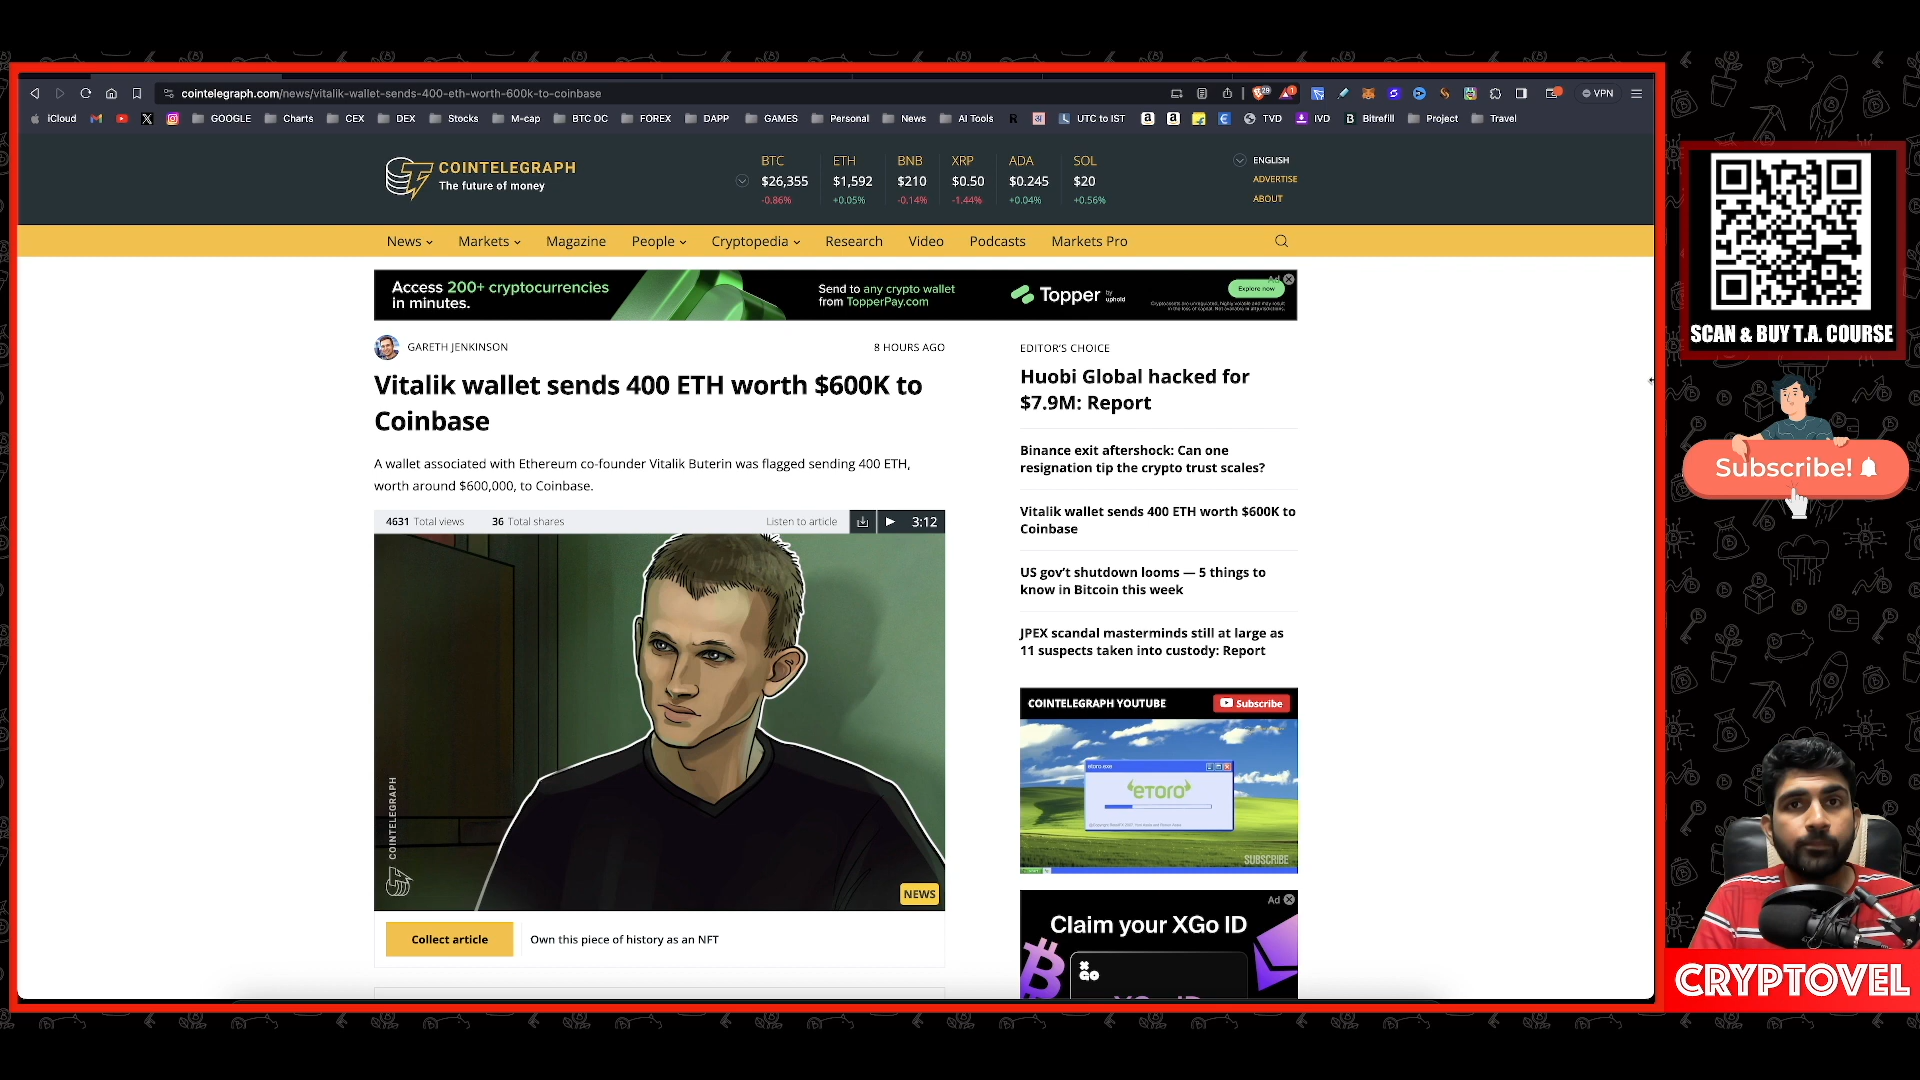 cointelegraph.com/news/vitalik-wallet-sends-400-eth-worth-600k-to-coinbase
VPN
iCloud
GOOGLE
Charts
CEX
DEX
Stocks
M-cap
BTC OC
FOREX
DAPP
GAMES
Personal
News
AI Tools
UTC to IST
TVD
IVD
Bitrefill
Project
Travel
COINTELEGRAPH
The future of money
BTC ETH BNB XRP ADA SOL
$26,355 $1,592 $210 $0.50 $0.245 $20
-0.86% +0.05% -0.14% -1.44% +0.04% +0.56%
ENGLISH
ADVERTISE
ABOUT
News Markets Magazine People Cryptopedia Research Video Podcasts Markets Pro
Access 200+ cryptocurrencies
in minutes.
Send to any crypto wallet
from TopperPay.com
Topper by uphold
Explore now
Ad
GARETH JENKINSON
8 HOURS AGO
Vitalik wallet sends 400 ETH worth $600K to
Coinbase
A wallet associated with Ethereum co-founder Vitalik Buterin was flagged sending 400 ETH,
worth around $600,000, to Coinbase.
4631 Total views
36 Total shares
Listen to article
3:12
COINTELEGRAPH
NEWS
Collect article
Own this piece of history as an NFT
EDITOR'S CHOICE
Huobi Global hacked for
$7.9M: Report
Binance exit aftershock: Can one
resignation tip the crypto trust scales?
Vitalik wallet sends 400 ETH worth $600K to
Coinbase
US gov't shutdown looms — 5 things to
know in Bitcoin this week
JPEX scandal masterminds still at large as
11 suspects taken into custody: Report
COINTELEGRAPH YOUTUBE
Subscribe
etoro.exe
eToro
SUBSCRIBE
Ad
Claim your XGo ID
XGO
SCAN & BUY T.A. COURSE
Subscribe!
CRYPTOVEL